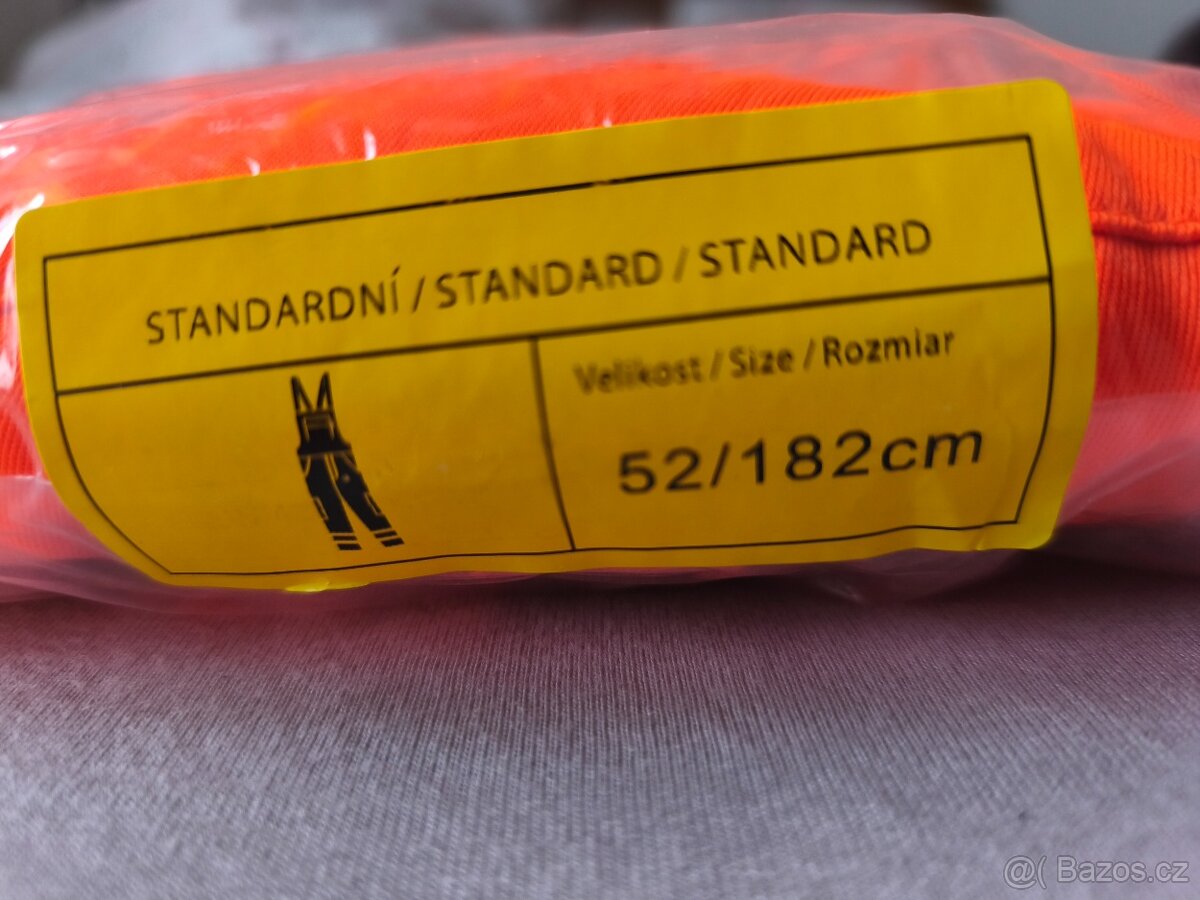 STANDARDNÍ / STANDARD / STANDARD
Velikost / Size / Rozmiar
52/182cm
@( Bazos.cz